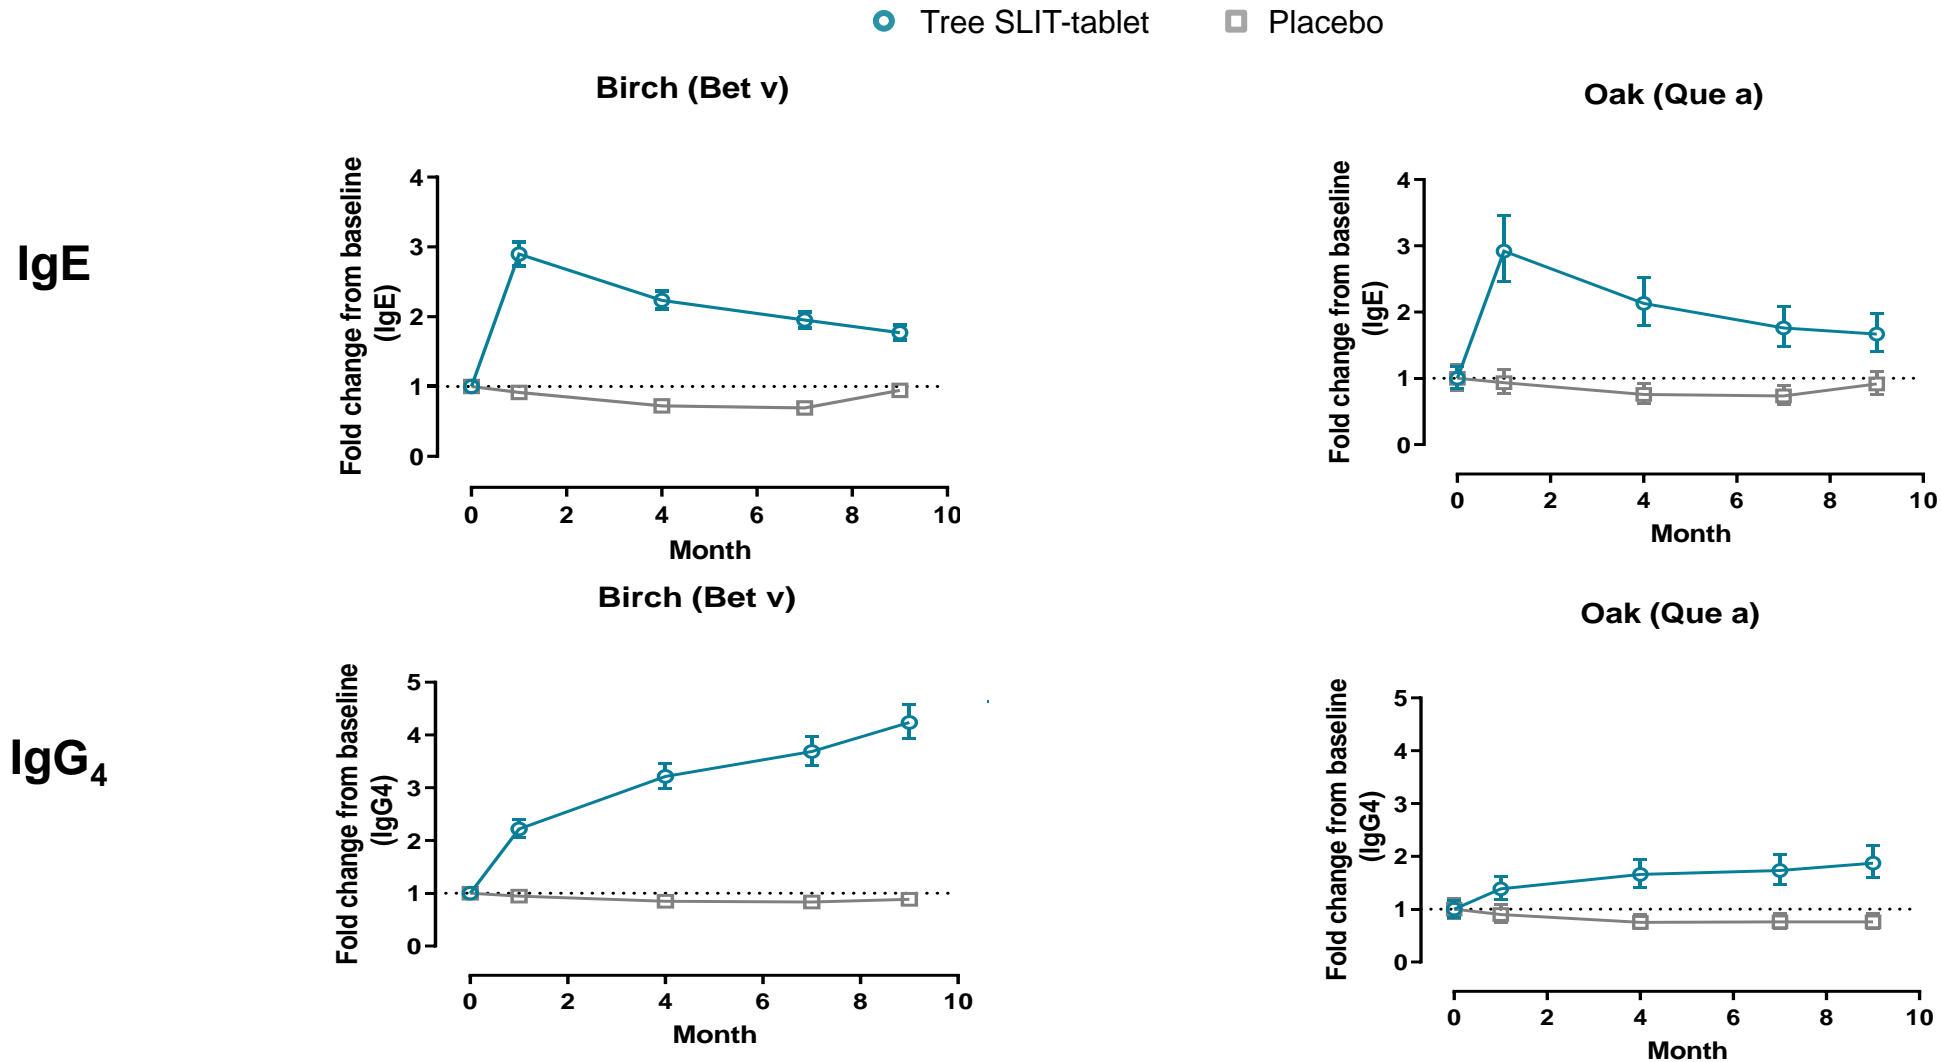 Tree SLIT-tablet
Placebo
Birch (Bet v)
Oak (Que a)
IgE
Fold change from baseline
(IgE)
4
3
2
1
0
0 2 4 6 8 10
Month
Fold change from baseline
(IgE)
4
3
2
1
0
0 2 4 6 8 10
Month
Birch (Bet v)
Oak (Que a)
IgG₄
Fold change from baseline
(IgG4)
5
4
3
2
1
0
0 2 4 6 8 10
Month
Fold change from baseline
(IgG4)
5
4
3
2
1
0
0 2 4 6 8 10
Month